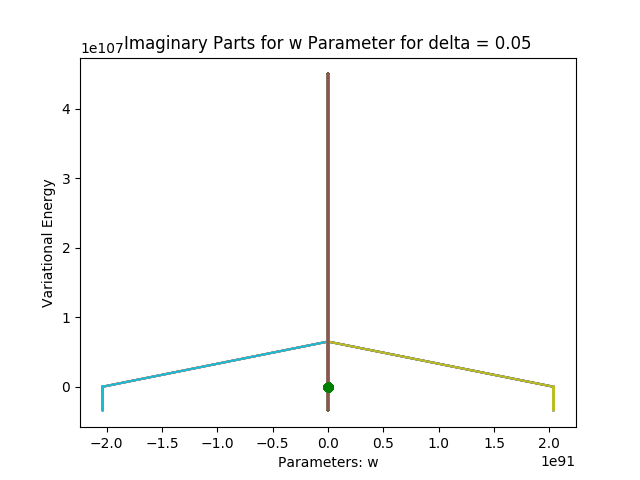 Imaginary Parts for w Parameter for delta = 0.05
1e107
4
3
2
1
0
Variational Energy
−2.0 −1.5 −1.0 −0.5 0.0 0.5 1.0 1.5 2.0
1e91
Parameters: w